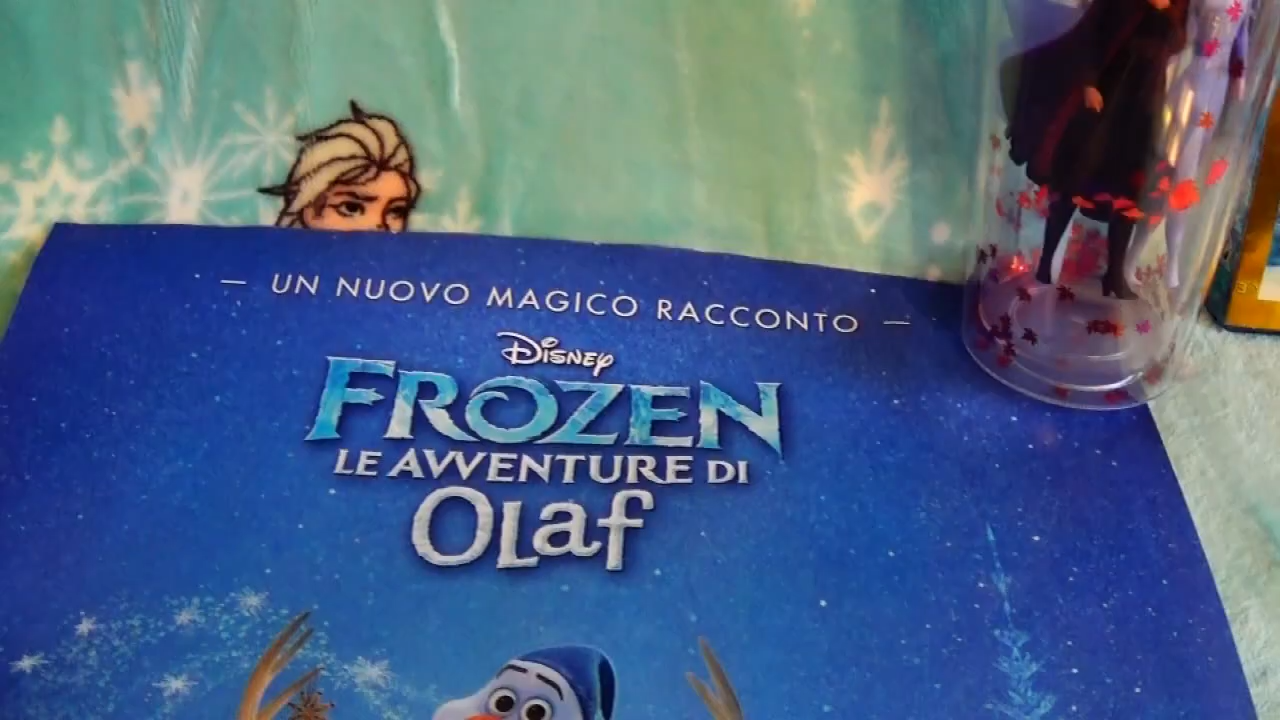 — UN NUOVO MAGICO RACCONTO —
Disney
FROZEN
LE AVVENTURE DI
OLaf